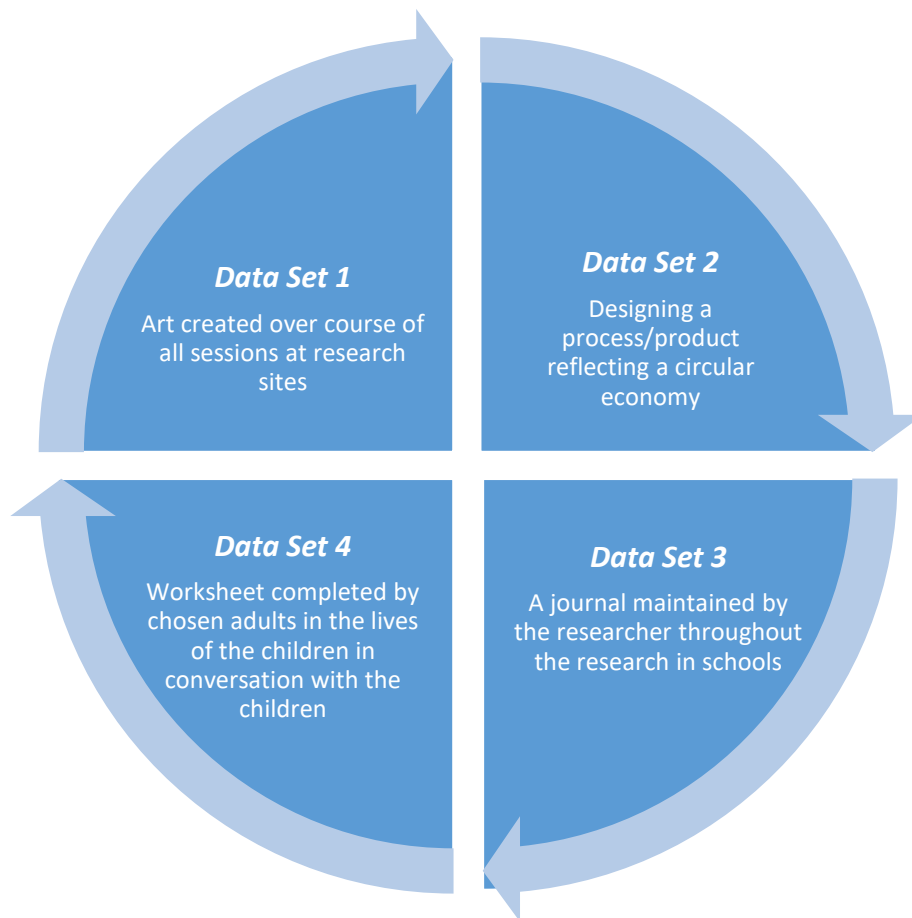 Data Set 1
Art created over course of
all sessions at research
sites
Data Set 2
Designing a
process/product
reflecting a circular
economy
Data Set 3
A journal maintained by
the researcher throughout
the research in schools
Data Set 4
Worksheet completed by
chosen adults in the lives
of the children in
conversation with the
children